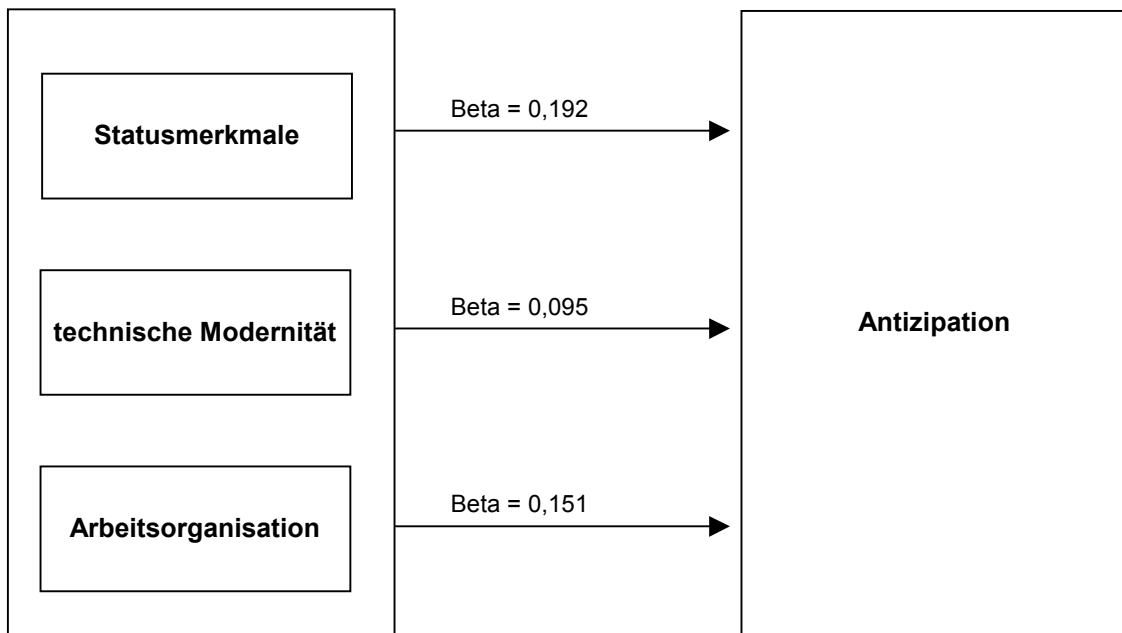 Statusmerkmale
Beta = 0,192
technische Modernität
Beta = 0,095
Antizipation
Arbeitsorganisation
Beta = 0,151